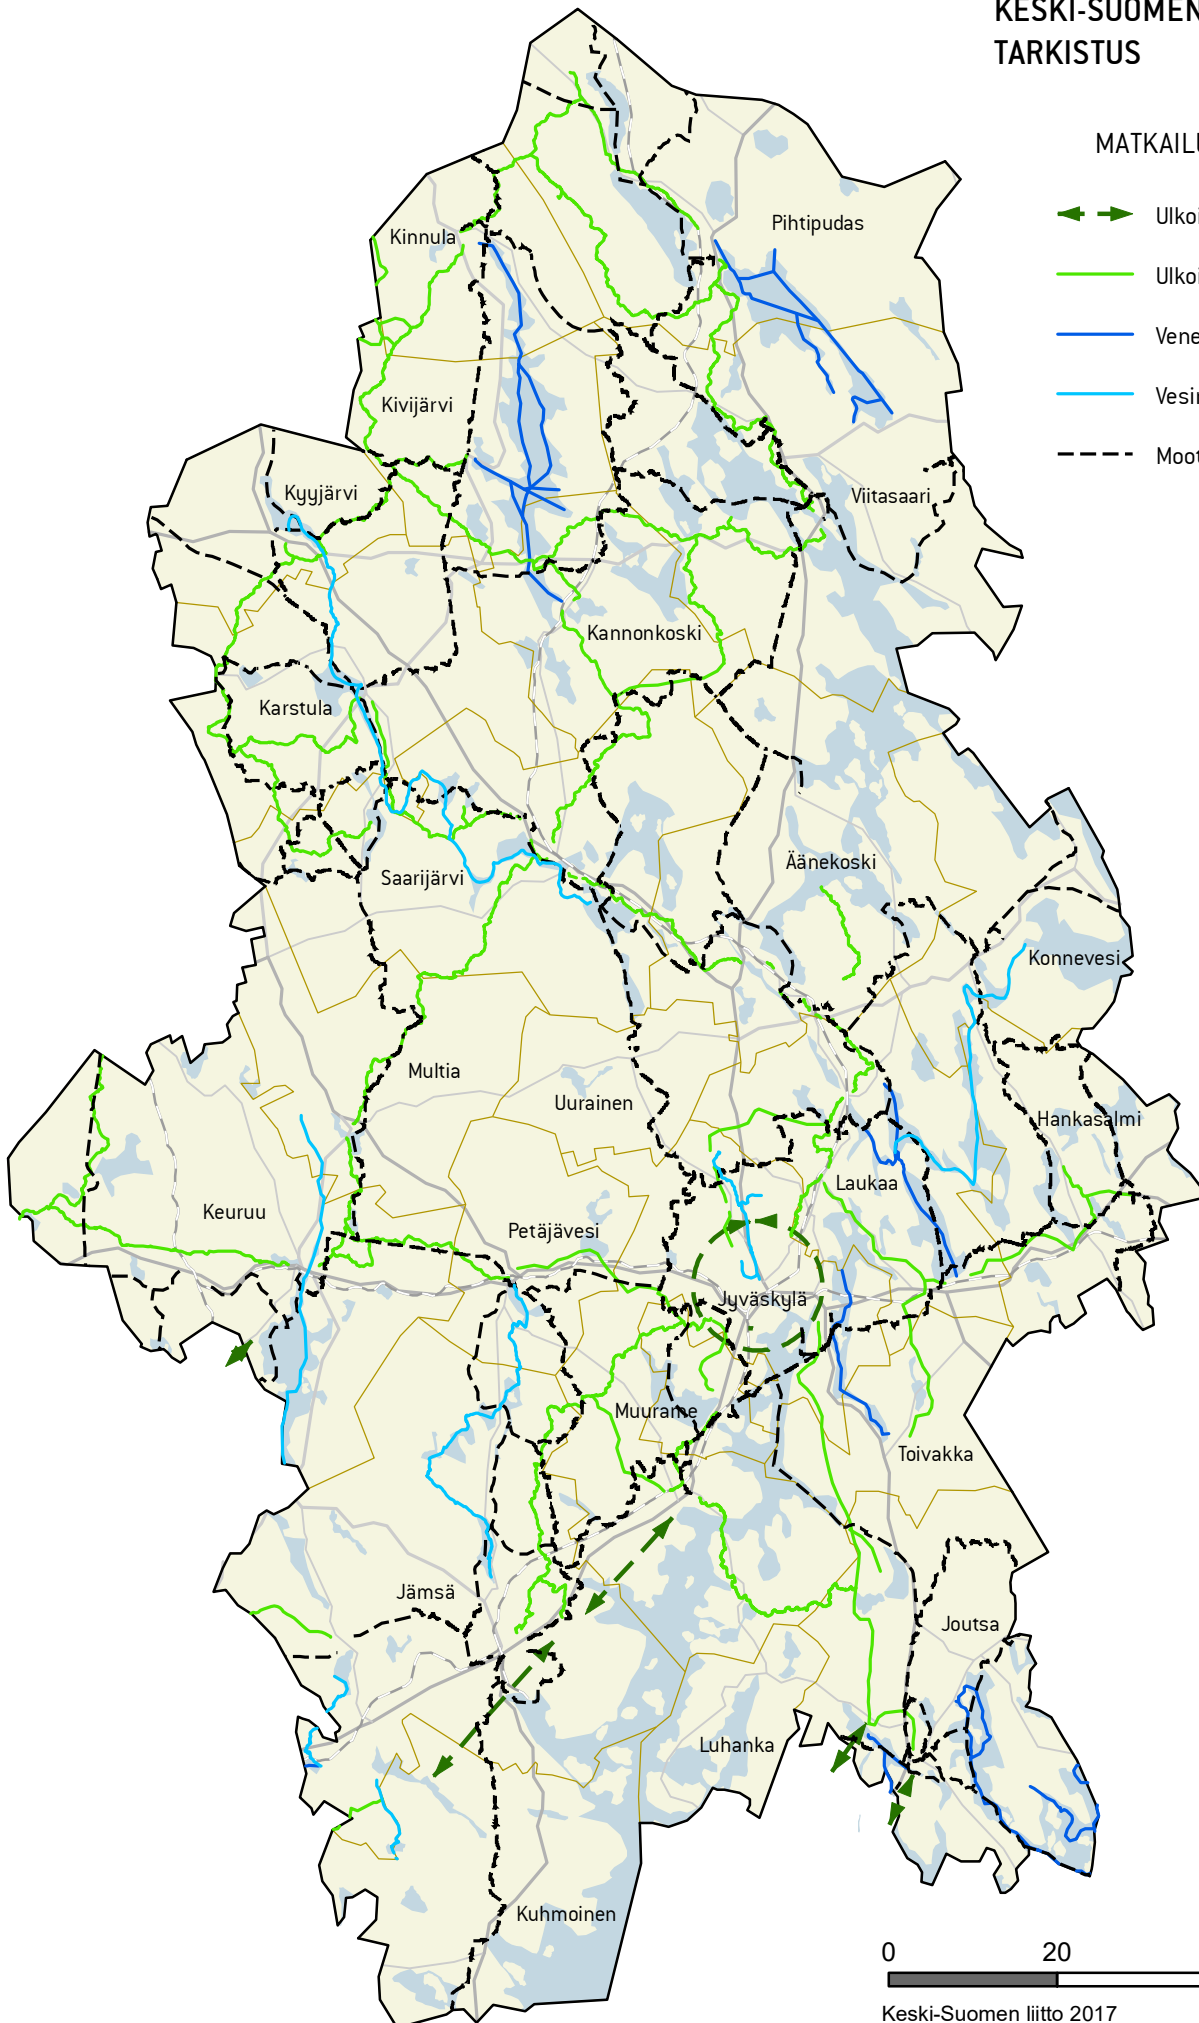 KESKI-SUOMEN
TARKISTUS
MATKAILU
Ulkoi
Ulkoi
Vene
Vesir
Moot
Pihtipudas
Kinnula
Kivijärvi
Kyyjärvi
Viitasaari
Kannonkoski
Karstula
Äänekoski
Saarijärvi
Konnevesi
Multia
Uurainen
Hankasalmi
Laukaa
Keuruu
Petäjävesi
Jyväskylä
Muurame
Toivakka
Jämsä
Joutsa
Luhanka
Kuhmoinen
0 20
Keski-Suomen liitto 2017